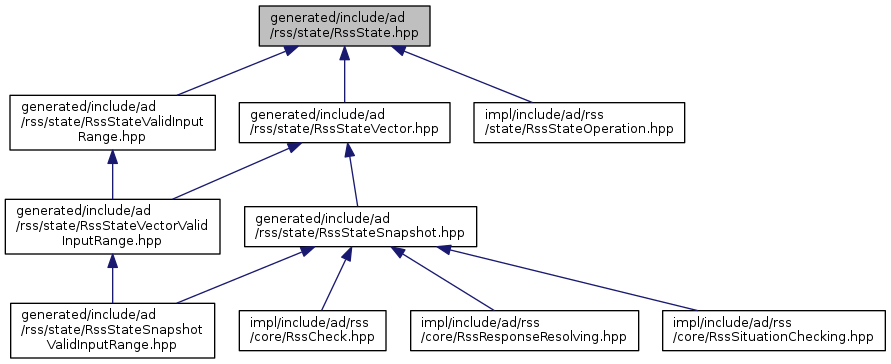 generated/include/ad
/rss/state/RssState.hpp
generated/include/ad
/rss/state/RssStateValidInput
Range.hpp
generated/include/ad
/rss/state/RssStateVector.hpp
impl/include/ad/rss
/state/RssStateOperation.hpp
generated/include/ad
/rss/state/RssStateVectorValid
InputRange.hpp
generated/include/ad
/rss/state/RssStateSnapshot.hpp
generated/include/ad
/rss/state/RssStateSnapshot
ValidInputRange.hpp
impl/include/ad/rss
/core/RssCheck.hpp
impl/include/ad/rss
/core/RssResponseResolving.hpp
impl/include/ad/rss
/core/RssSituationChecking.hpp